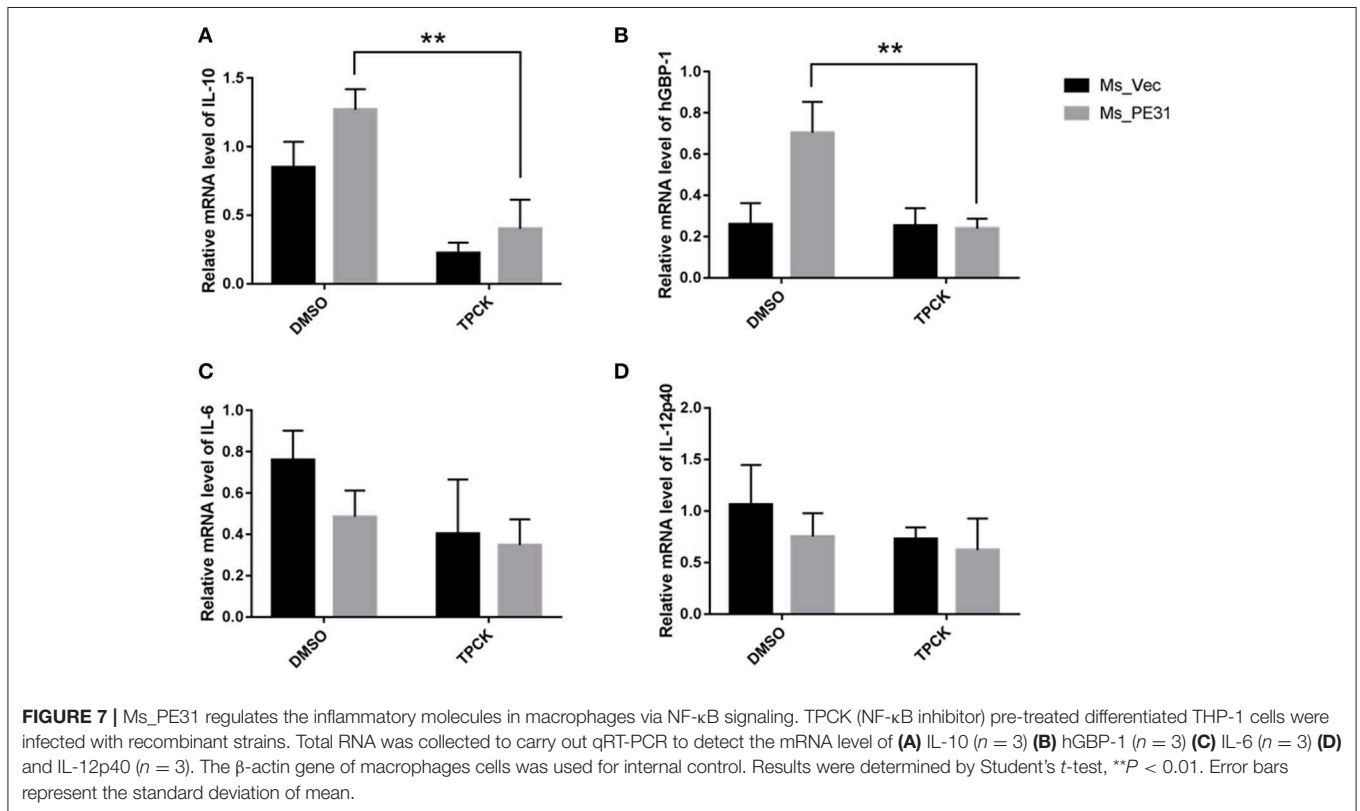 A
**
Relative mRNA level of IL-10
1.5
1.0
0.5
0.0
DMSO
TPCK
B
**
Relative mRNA level of hGBP-1
1.0
0.8
0.6
0.4
0.2
0.0
DMSO
TPCK
Ms_Vec
Ms_PE31
C
Relative mRNA level of IL-6
1.0
0.8
0.6
0.4
0.2
0.0
DMSO
TPCK
D
Relative mRNA level of IL-12p40
2.0
1.5
1.0
0.5
0.0
DMSO
TPCK
FIGURE 7 | Ms_PE31 regulates the inflammatory molecules in macrophages via NF-κB signaling. TPCK (NF-κB inhibitor) pre-treated differentiated THP-1 cells were
infected with recombinant strains. Total RNA was collected to carry out qRT-PCR to detect the mRNA level of (A) IL-10 (n = 3) (B) hGBP-1 (n = 3) (C) IL-6 (n = 3) (D)
and IL-12p40 (n = 3). The β-actin gene of macrophages cells was used for internal control. Results were determined by Student's t-test, **P < 0.01. Error bars
represent the standard deviation of mean.